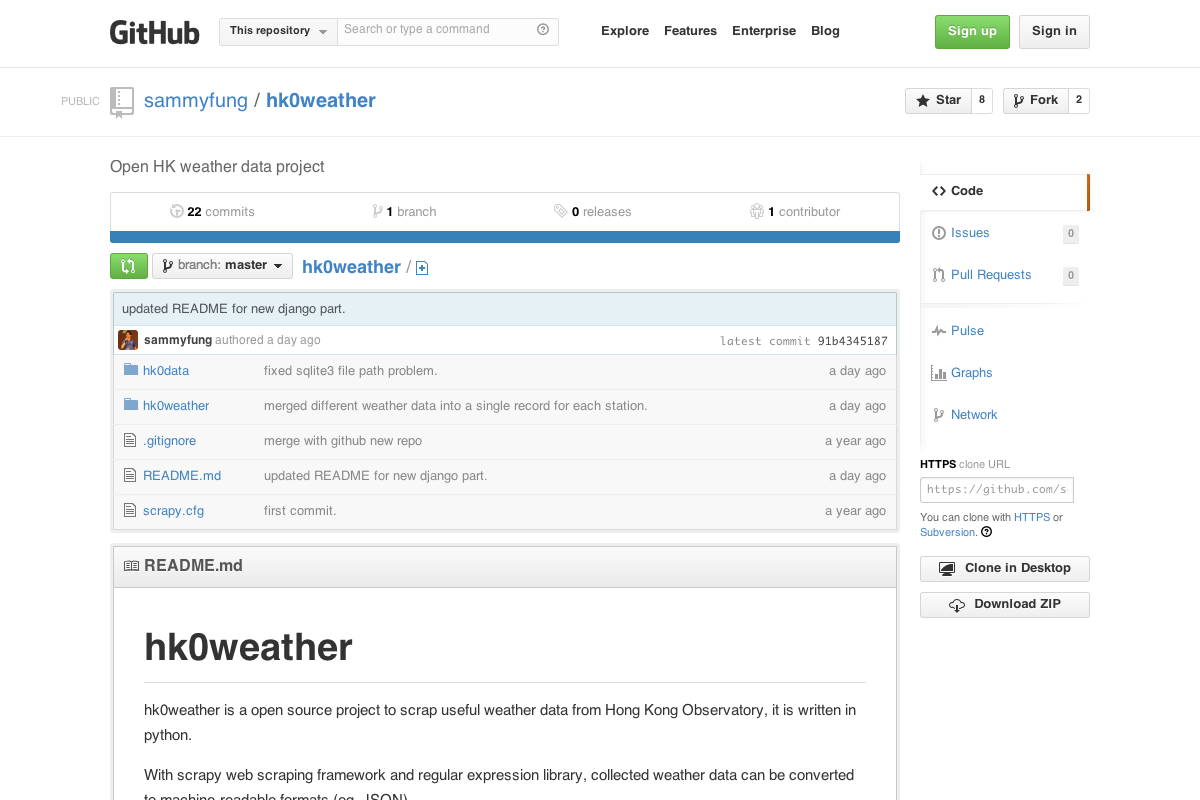 GitHub This repository Search or type a command Explore Features Enterprise Blog Sign up Sign in
PUBLIC sammyfung / hk0weather Star 8 Fork 2
Open HK weather data project
22 commits 1 branch 0 releases 1 contributor
branch: master hk0weather /
updated README for new django part.
sammyfung authored a day ago latest commit 91b4345187
hk0data fixed sqlite3 file path problem. a day ago
hk0weather merged different weather data into a single record for each station. a day ago
.gitignore merge with github new repo a year ago
README.md updated README for new django part. a day ago
scrapy.cfg first commit. a year ago
README.md
hk0weather
hk0weather is a open source project to scrap useful weather data from Hong Kong Observatory, it is written in
python.
With scrapy web scraping framework and regular expression library, collected weather data can be converted
to machine-readable formats (eg. JSON)
Code
Issues 0
Pull Requests 0
Pulse
Graphs
Network
HTTPS clone URL
https://github.com/s
You can clone with HTTPS or
Subversion.
Clone in Desktop
Download ZIP